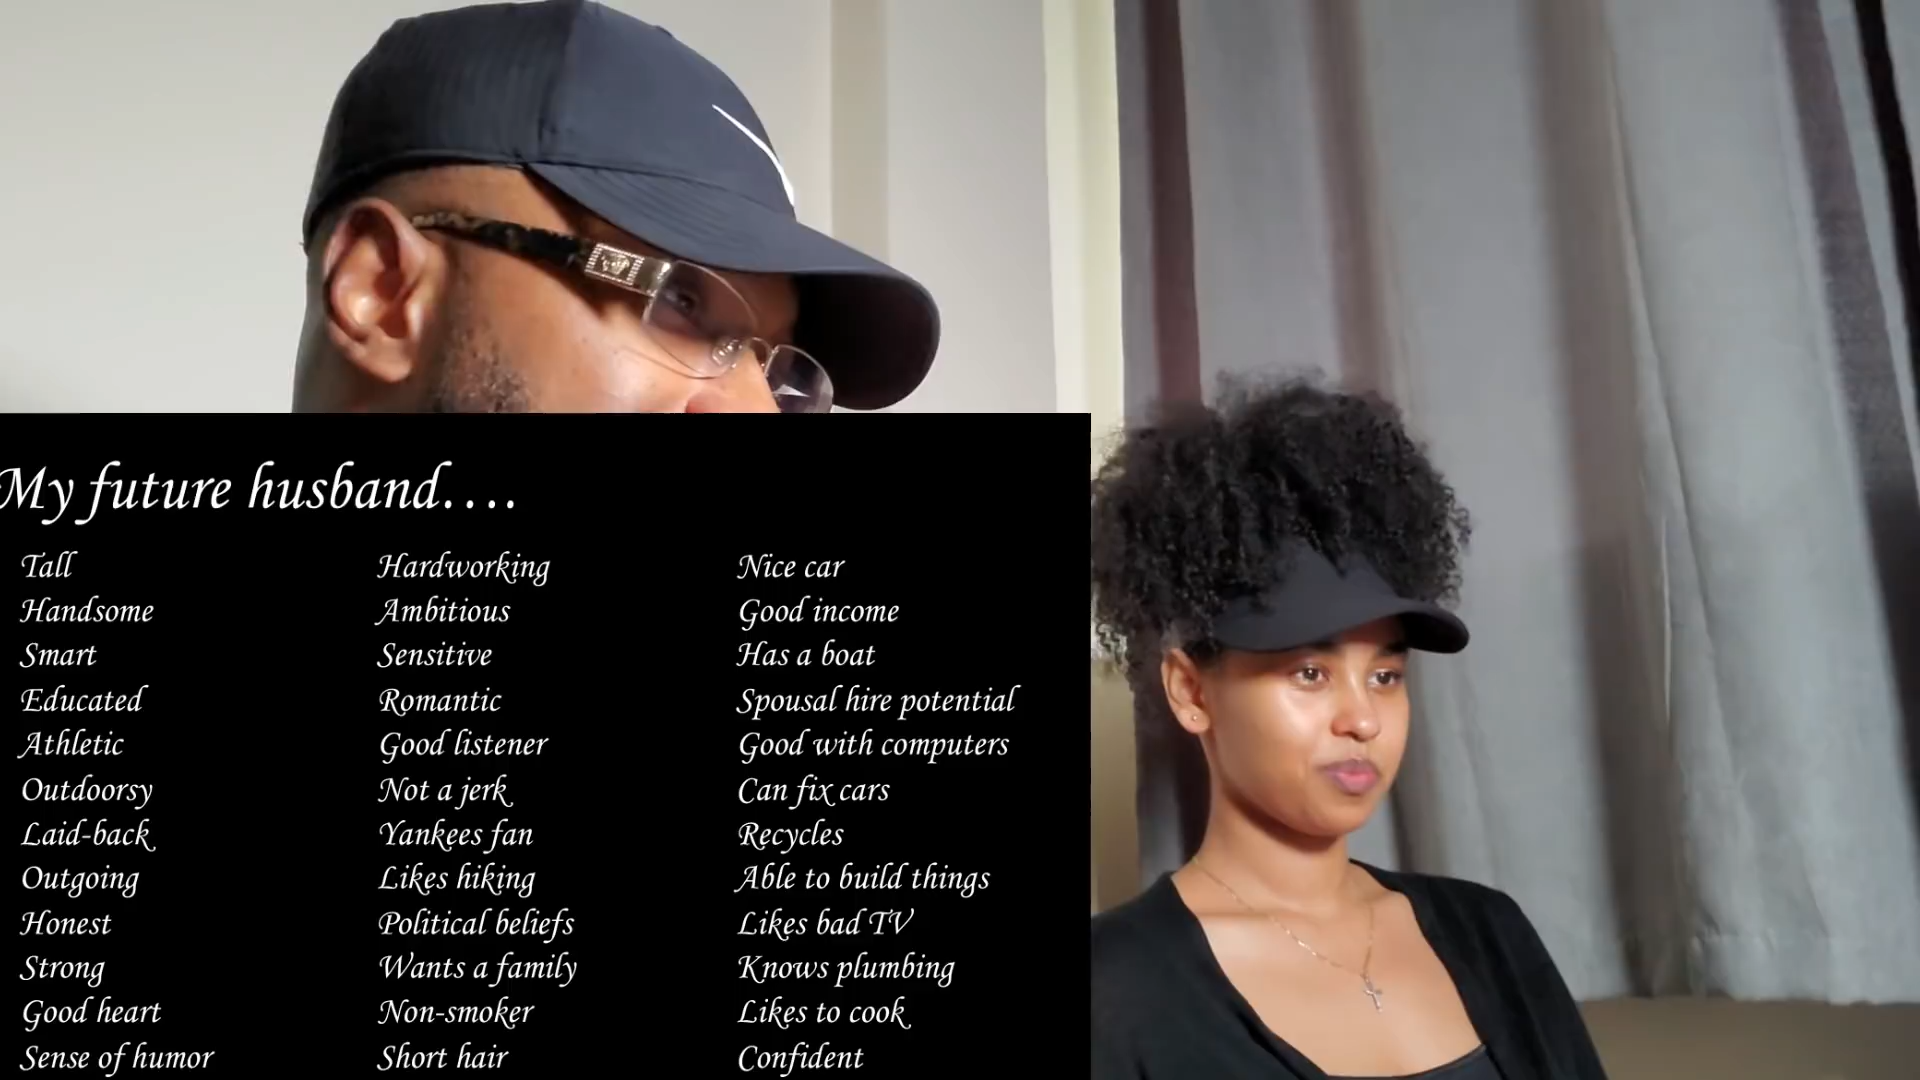 My future husband....
Tall
Handsome
Smart
Educated
Athletic
Outdoorsy
Laid-back
Outgoing
Honest
Strong
Good heart
Sense of humor
Hardworking
Ambitious
Sensitive
Romantic
Good listener
Not a jerk
Yankees fan
Likes hiking
Political beliefs
Wants a family
Non-smoker
Short hair
Nice car
Good income
Has a boat
Spousal hire potential
Good with computers
Can fix cars
Recycles
Able to build things
Likes bad TV
Knows plumbing
Likes to cook
Confident